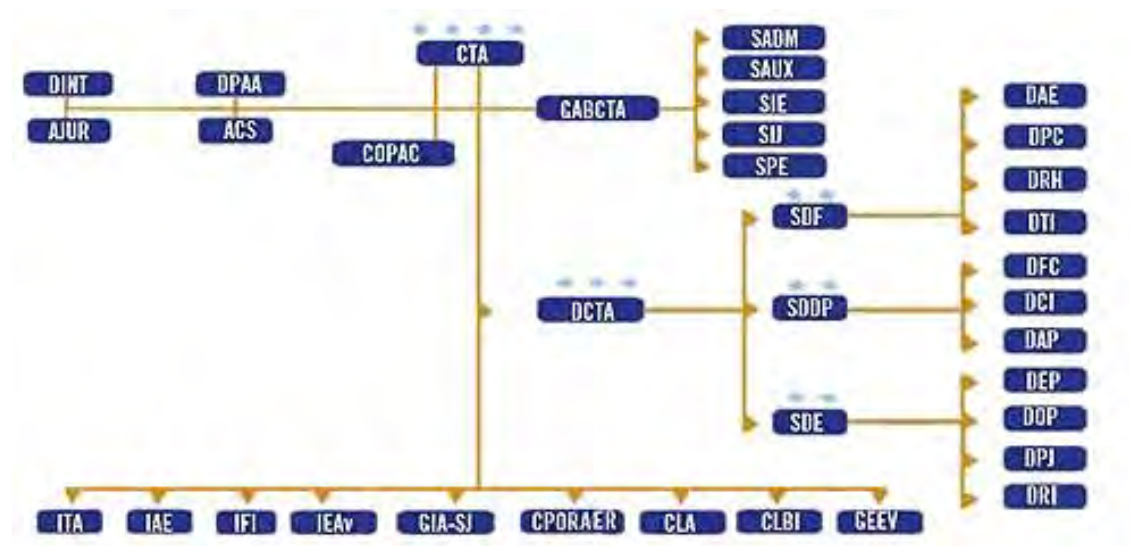 CTA
SADM
SAUX
SIE
SIJ
SPE
DINT
DPAA
GABCTA
AJUR
ACS
COPAC
DAE
DPC
DRH
DTI
SDF
DFC
DCI
DAP
DCTA
SDDP
DEP
DOP
DPJ
DRI
SDE
ITA
IAE
IFI
IEAv
GIA-SJ
CPORAER
CLA
CLBI
GEEV